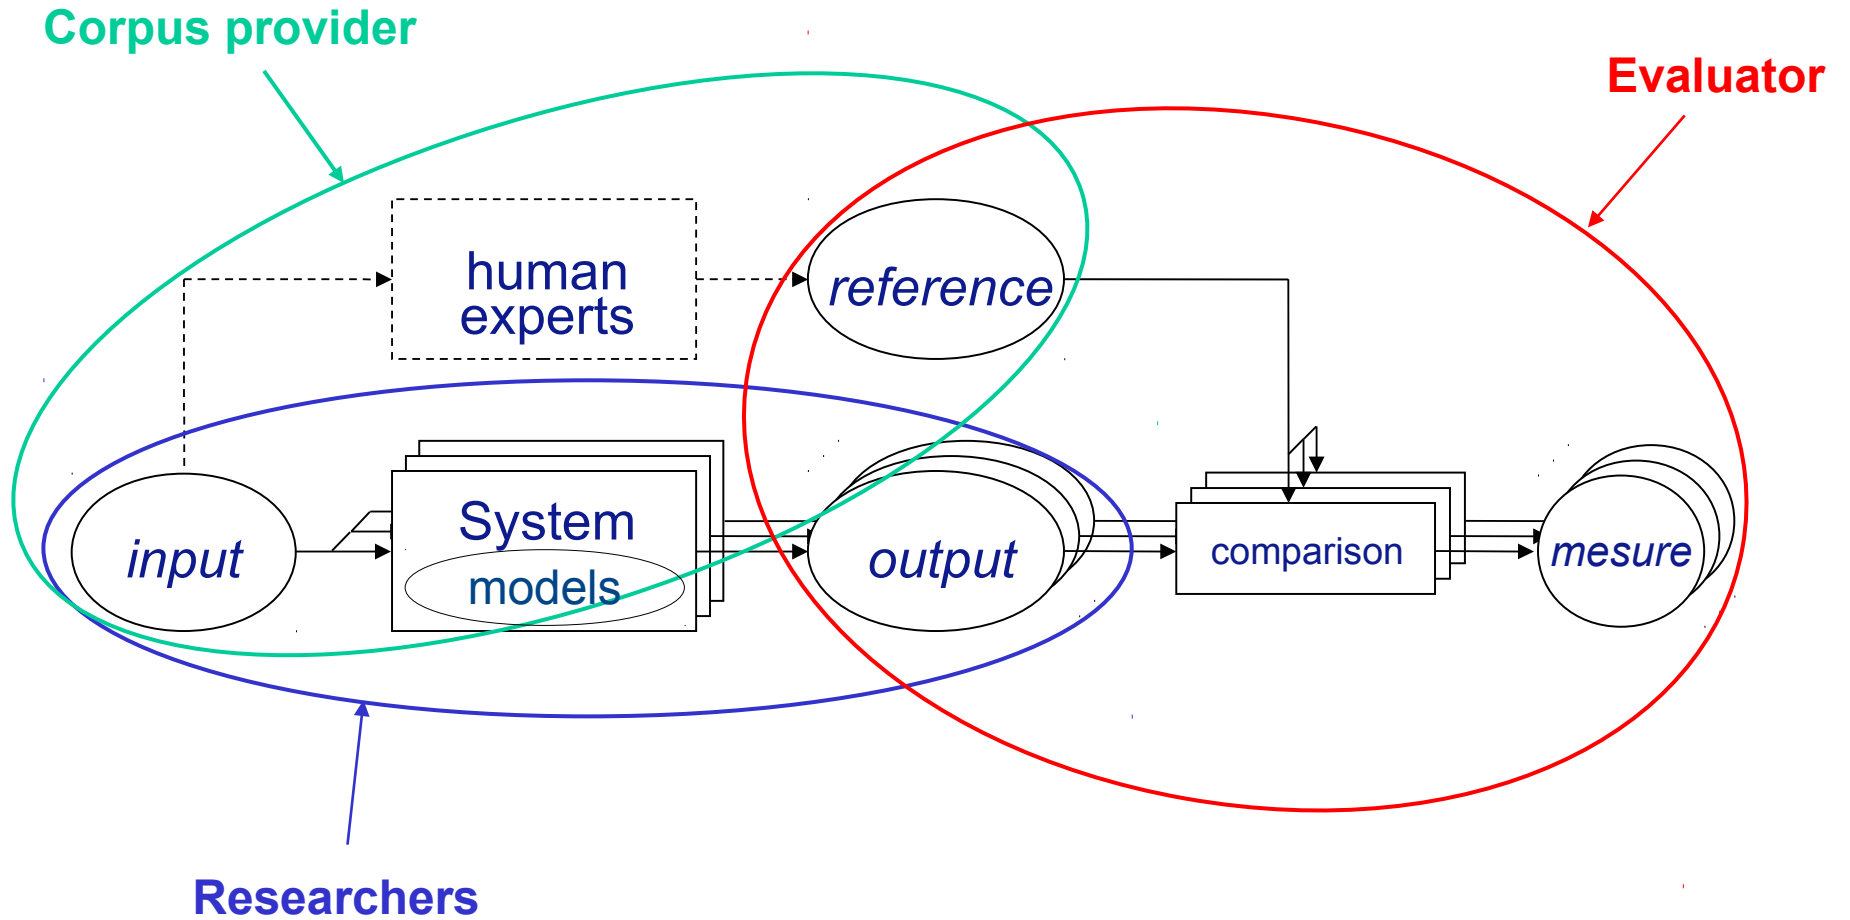 Corpus provider
Evaluator
human
experts
reference
input
System
models
output
comparison
mesure
Researchers